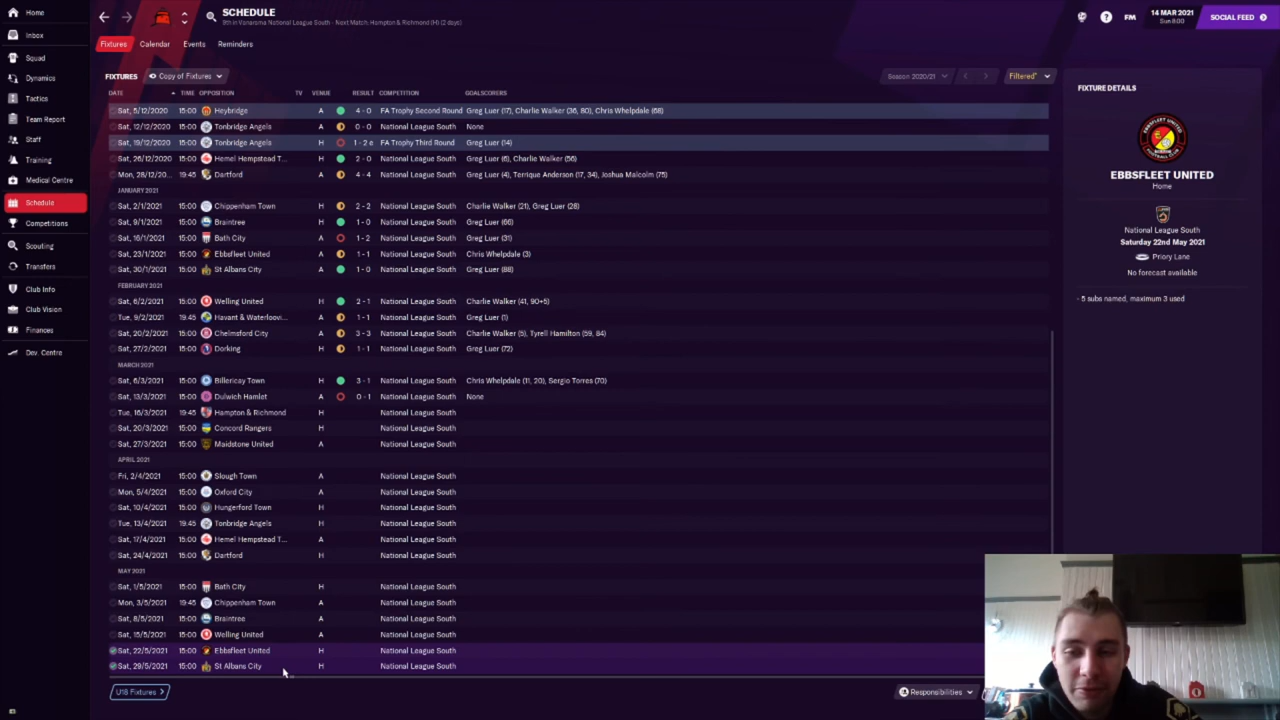 Home
SCHEDULE
9th in Vanarama National League South - Next Match: Hampton & Richmond (H) (2 days)
FM
14 MAR 2021
Sun 8:00
SOCIAL FEED
Inbox
Squad
Dynamics
Tactics
Team Report
Staff
Training
Medical Centre
Schedule
Competitions
Scouting
Transfers
Club Info
Club Vision
Finances
Dev. Centre
Fixtures Calendar Events Reminders
FIXTURES Copy of Fixtures Season 2020/21 Filtered*
DATE TIME OPPOSITION TV VENUE RESULT COMPETITION GOALSCORERS
Sat, 5/12/2020 15:00 Heybridge A 4 - 0 FA Trophy Second Round Greg Luer (17), Charlie Walker (36, 80), Chris Whelpdale (68)
Sat, 12/12/2020 15:00 Tonbridge Angels A 0 - 0 National League South None
Sat, 19/12/2020 15:00 Tonbridge Angels H 1 - 2 e FA Trophy Third Round Greg Luer (14)
Sat, 26/12/2020 15:00 Hemel Hempstead T... H 2 - 0 National League South Greg Luer (6), Charlie Walker (56)
Mon, 28/12/20... 19:45 Dartford A 4 - 4 National League South Greg Luer (4), Terrique Anderson (17, 34), Joshua Malcolm (75)
JANUARY 2021
Sat, 2/1/2021 15:00 Chippenham Town H 2 - 2 National League South Charlie Walker (21), Greg Luer (28)
Sat, 9/1/2021 15:00 Braintree H 1 - 0 National League South Greg Luer (66)
Sat, 16/1/2021 15:00 Bath City A 1 - 2 National League South Greg Luer (31)
Sat, 23/1/2021 15:00 Ebbsfleet United A 1 - 1 National League South Chris Whelpdale (3)
Sat, 30/1/2021 15:00 St Albans City A 1 - 0 National League South Greg Luer (88)
FEBRUARY 2021
Sat, 6/2/2021 15:00 Welling United H 2 - 1 National League South Charlie Walker (41, 90+5)
Tue, 9/2/2021 19:45 Havant & Waterloovi... H 1 - 1 National League South Greg Luer (1)
Sat, 20/2/2021 15:00 Chelmsford City A 3 - 3 National League South Charlie Walker (5), Tyrell Hamilton (59, 84)
Sat, 27/2/2021 15:00 Dorking H 1 - 1 National League South Greg Luer (72)
MARCH 2021
Sat, 6/3/2021 15:00 Billericay Town H 3 - 1 National League South Chris Whelpdale (11, 20), Sergio Torres (70)
Sat, 13/3/2021 15:00 Dulwich Hamlet A 0 - 1 National League South None
Tue, 16/3/2021 19:45 Hampton & Richmond H National League South
Sat, 20/3/2021 15:00 Concord Rangers H National League South
Sat, 27/3/2021 15:00 Maidstone United A National League South
APRIL 2021
Fri, 2/4/2021 15:00 Slough Town A National League South
Mon, 5/4/2021 15:00 Oxford City A National League South
Sat, 10/4/2021 15:00 Hungerford Town H National League South
Tue, 13/4/2021 19:45 Tonbridge Angels H National League South
Sat, 17/4/2021 15:00 Hemel Hempstead T... A National League South
Sat, 24/4/2021 15:00 Dartford H National League South
MAY 2021
Sat, 1/5/2021 15:00 Bath City H National League South
Mon, 3/5/2021 19:45 Chippenham Town A National League South
Sat, 8/5/2021 15:00 Braintree A National League South
Sat, 15/5/2021 15:00 Welling United A National League South
Sat, 22/5/2021 15:00 Ebbsfleet United H National League South
Sat, 29/5/2021 15:00 St Albans City H National League South
U18 Fixtures
Responsibilities
FIXTURE DETAILS
EBBSFLEET UNITED
Home
National League South
Saturday 22nd May 2021
Priory Lane
No forecast available
- 5 subs named, maximum 3 used